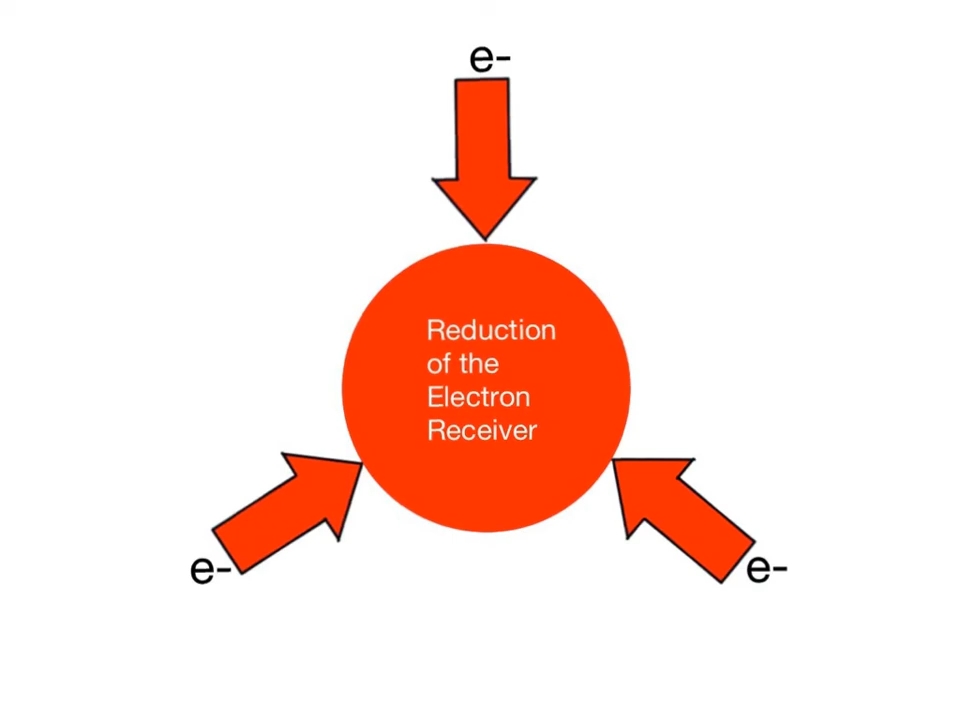 e-
Reduction
of the
Electron
Receiver
e-
e-